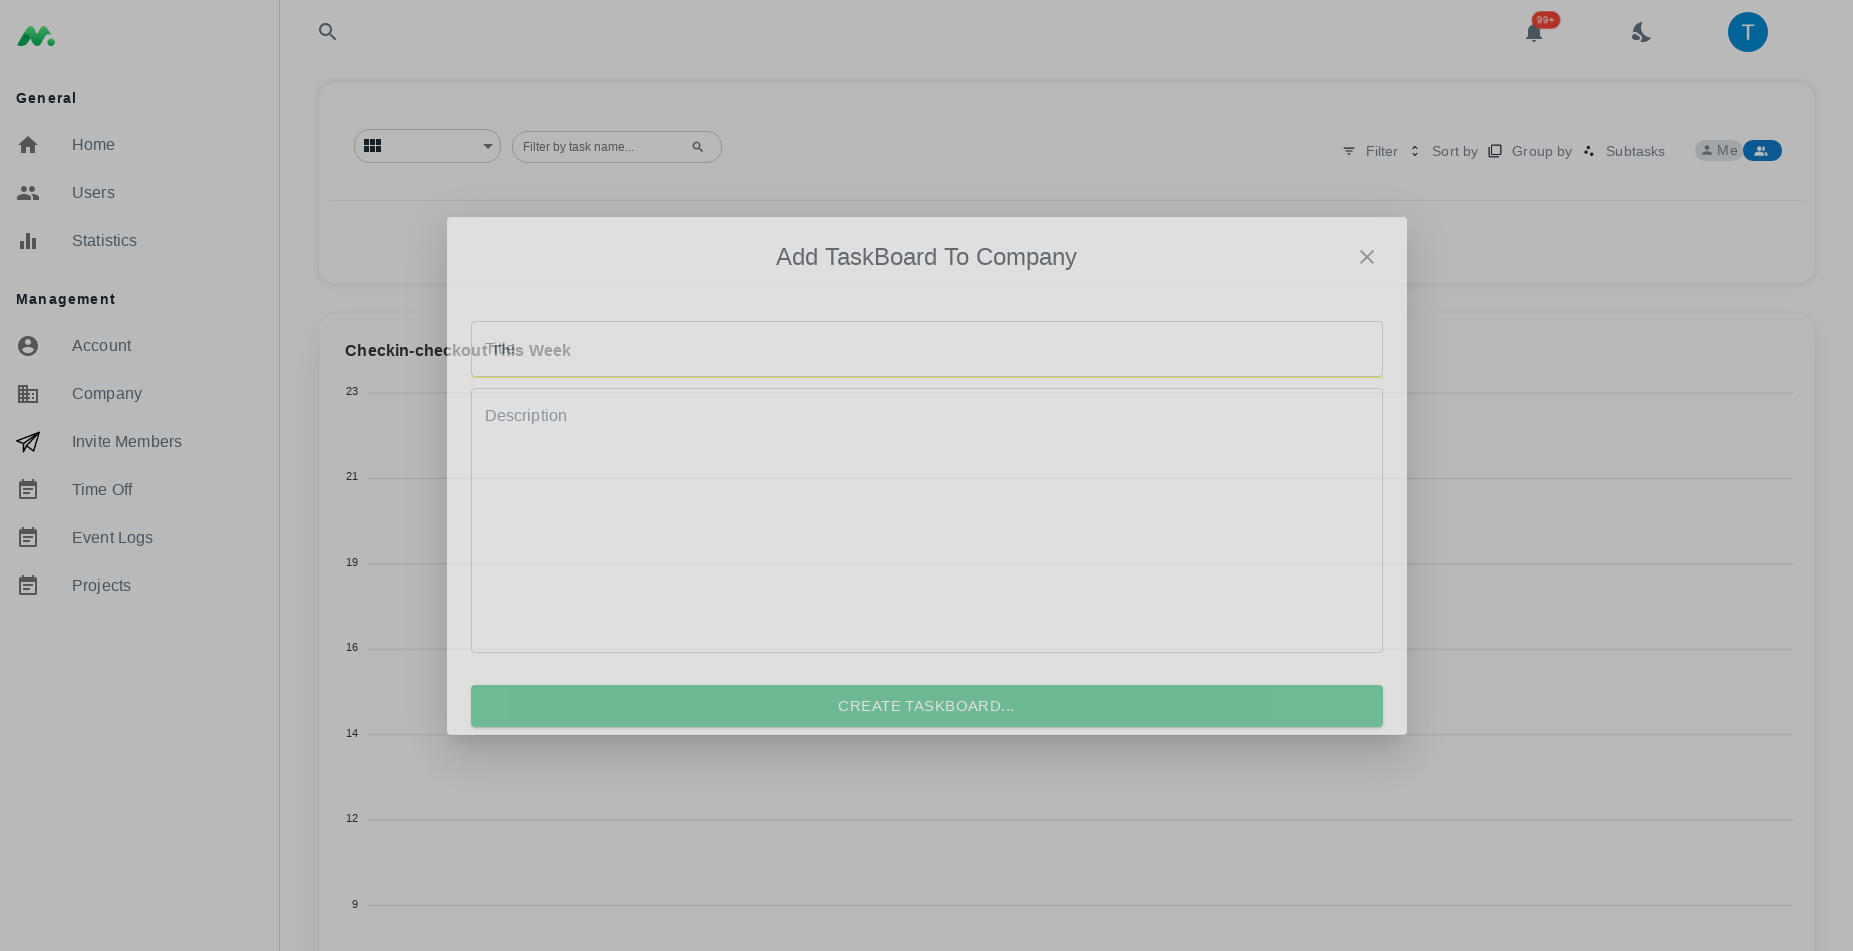 99+
T
General
Home
Users
Statistics
Management
Account
Company
Invite Members
Time Off
Event Logs
Projects
Filter by task name...
Filter
Sort by
Group by
Subtasks
Me
Add TaskBoard To Company
Title
Description
CREATE TASKBOARD...
Checkin-checkout This Week
23
21
19
16
14
12
9